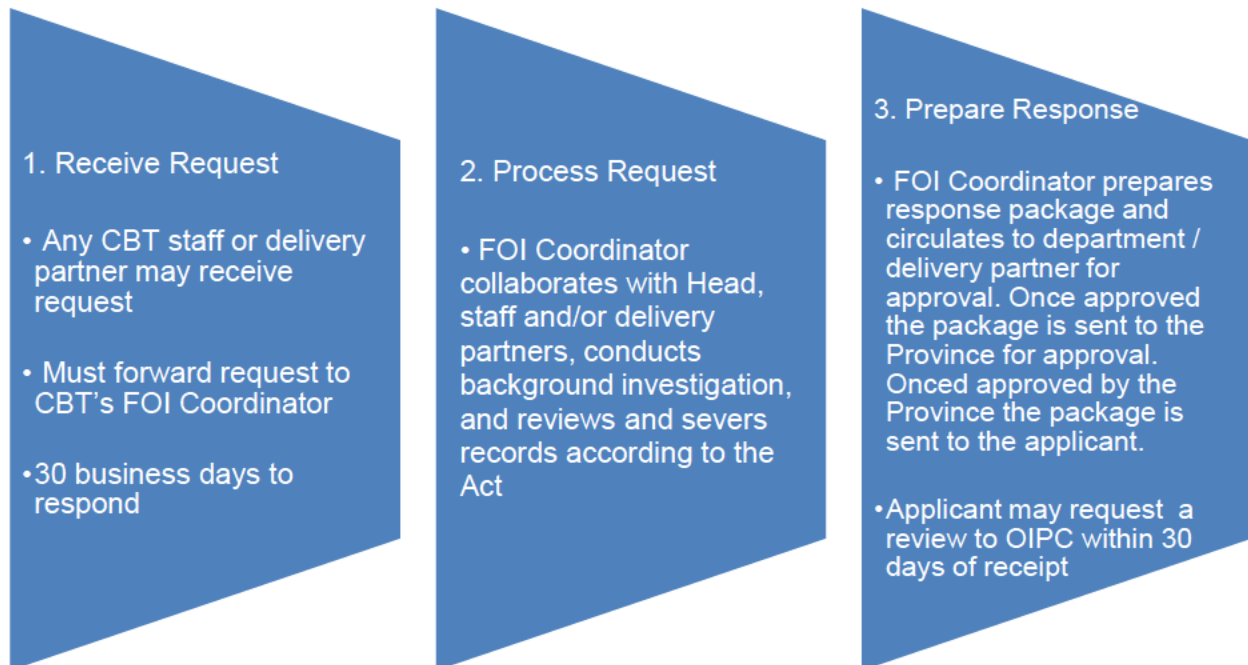 1. Receive Request
• Any CBT staff or delivery
partner may receive
request
• Must forward request to
CBT's FOI Coordinator
•30 business days to
respond
2. Process Request
• FOI Coordinator
collaborates with Head,
staff and/or delivery
partners, conducts
background investigation,
and reviews and severs
records according to the
Act
3. Prepare Response
• FOI Coordinator prepares
response package and
circulates to department /
delivery partner for
approval. Once approved
the package is sent to the
Province for approval.
Onced approved by the
Province the package is
sent to the applicant.
•Applicant may request a
review to OIPC within 30
days of receipt